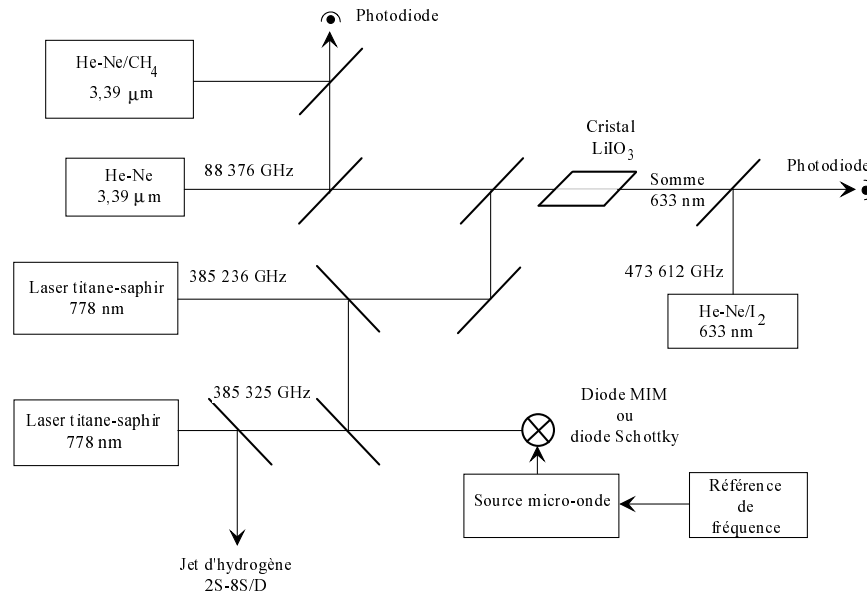 Photodiode
He-Ne/CH4
3,39 μm
He-Ne
3,39 μm
88 376 GHz
Cristal
LiIO3
Somme
633 nm
Photodiode
Laser titane-saphir
778 nm
385 236 GHz
473 612 GHz
He-Ne/I2
633 nm
Laser titane-saphir
778 nm
385 325 GHz
Diode MIM
ou
diode Schottky
Source micro-onde
Référence
de
fréquence
Jet d'hydrogène
2S-8S/D